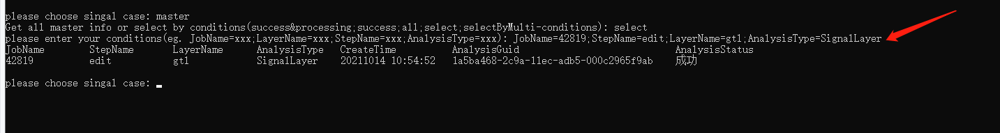 please choose singal case: master
Get all master info or select by conditions(success&processing;success;all;select;selectByMulti-conditions): select
please enter your conditions(eg. JobName=xxx;LayerName=xxx;StepName=xxx;AnalysisType=xxx): JobName=42819;StepName=edit;LayerName=gtl;AnalysisType=SignalLayer
JobName StepName LayerName AnalysisType CreateTime AnalysisGuid AnalysisStatus
42819 edit gtl SignalLayer 20211014 10:54:52 1a5ba468-2c9a-11ec-adb5-000c2965f9ab 成功
please choose singal case: